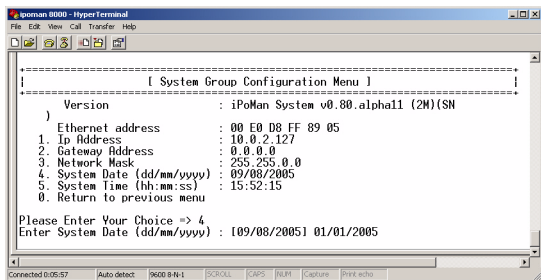 ipoman 8000 - HyperTerminal
File Edit View Call Transfer Help
[ System Group Configuration Menu ]
Version : iPoMan System v0.80.alpha11 (2M)(SN
)
Ethernet address : 00 E0 D8 FF 89 05
1. Ip Address : 10.0.2.127
2. Gateway Address : 0.0.0.0
3. Network Mask : 255.255.0.0
4. System Date (dd/mm/yyyy) : 09/08/2005
5. System Time (hh:mm:ss) : 15:52:15
0. Return to previous menu
Please Enter Your Choice => 4
Enter System Date (dd/mm/yyyy) : [09/08/2005] 01/01/2005
Connected 0:05:57 Auto detect 9600 8-N-1 SCROLL CAPS NUM Capture Print echo